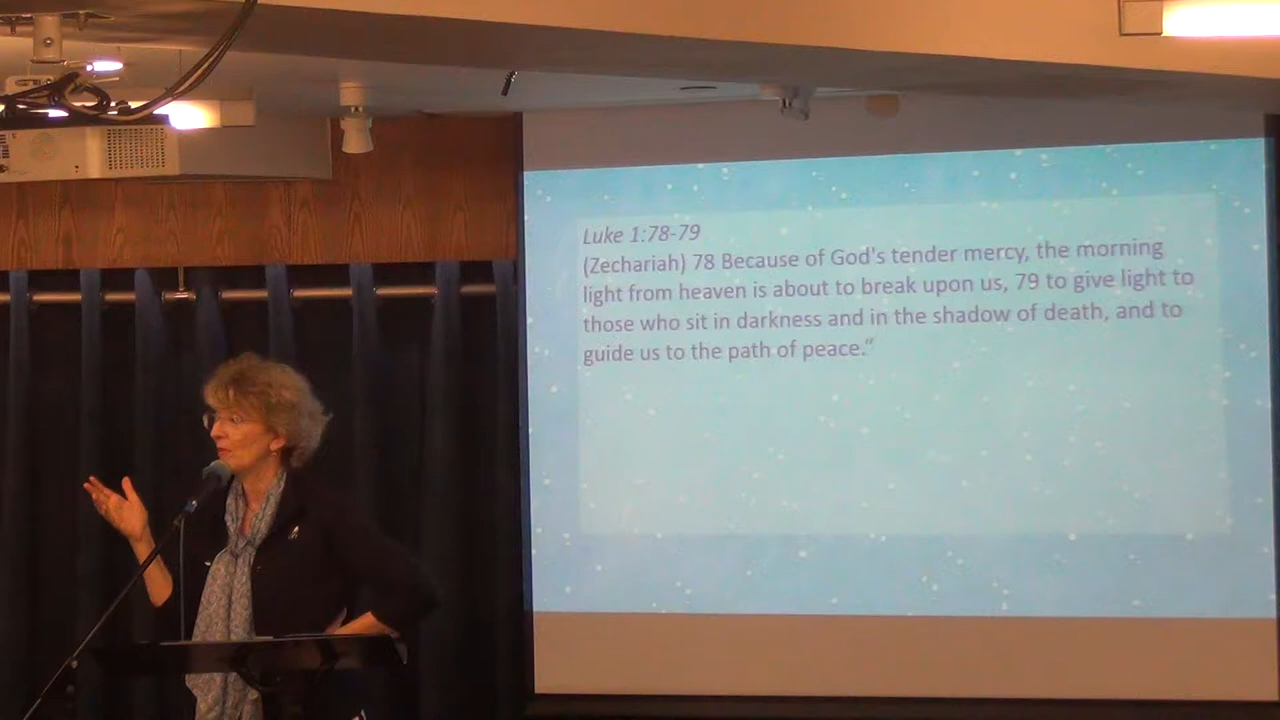 Luke 1:78-79
(Zechariah) 78 Because of God's tender mercy, the morning
light from heaven is about to break upon us, 79 to give light to
those who sit in darkness and in the shadow of death, and to
guide us to the path of peace.”